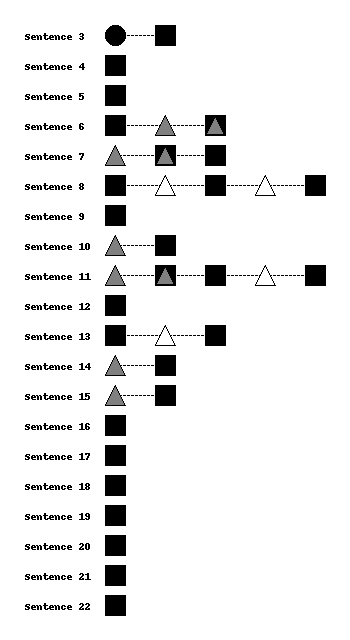 Sentence 3
Sentence 4
Sentence 5
Sentence 6
Sentence 7
Sentence 8
Sentence 9
Sentence 10
Sentence 11
Sentence 12
Sentence 13
Sentence 14
Sentence 15
Sentence 16
Sentence 17
Sentence 18
Sentence 19
Sentence 20
Sentence 21
Sentence 22